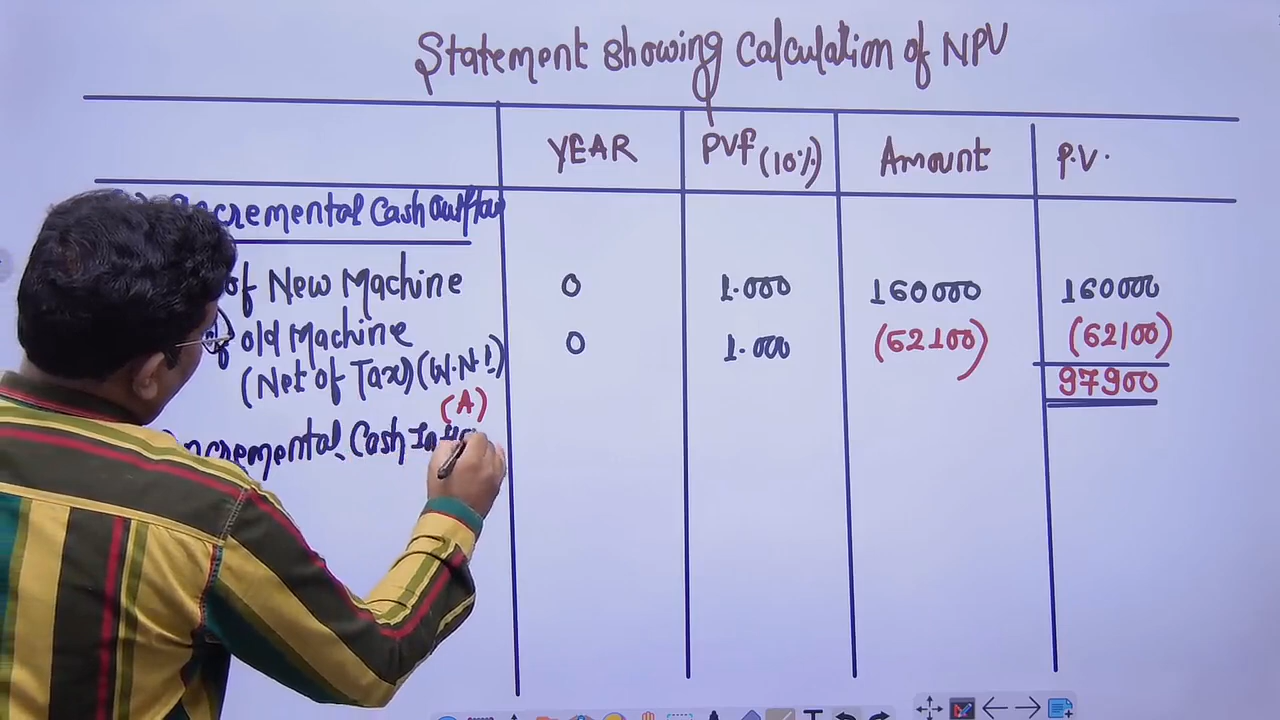 Statement Showing Calculation of NPV
YEAR PVf (10%) Amount P.V.
Incremental Cash Outflow
of New Machine 0 1.000 160000 160000
of old Machine 0 1.000 (62100) (62100)
(Net of Tax) (W.N 1)
(A) 97900
Incremental Cash